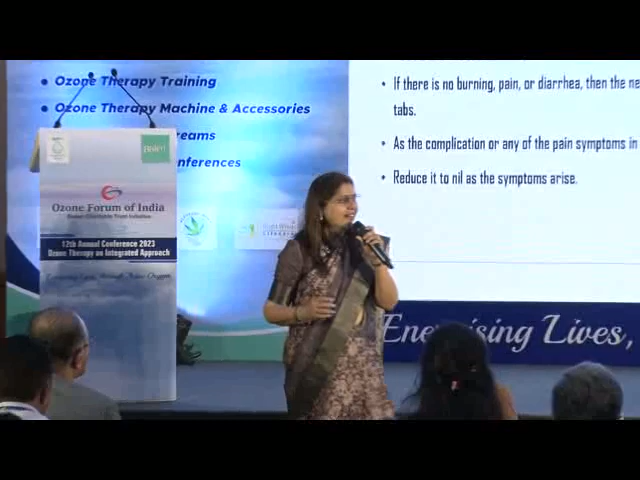 • Ozone Therapy Training
• Ozone Therapy Machine & Accessories
reams
onferences
Ozone Forum of India
12th Annual Conference 2023
Ozone Therapy an Integrated Approach
• If there is no burning, pain, or diarrhea, then the ne
tabs.
• As the complication or any of the pain symptoms in
• Reduce it to nil as the symptoms arise.
Energising Lives,